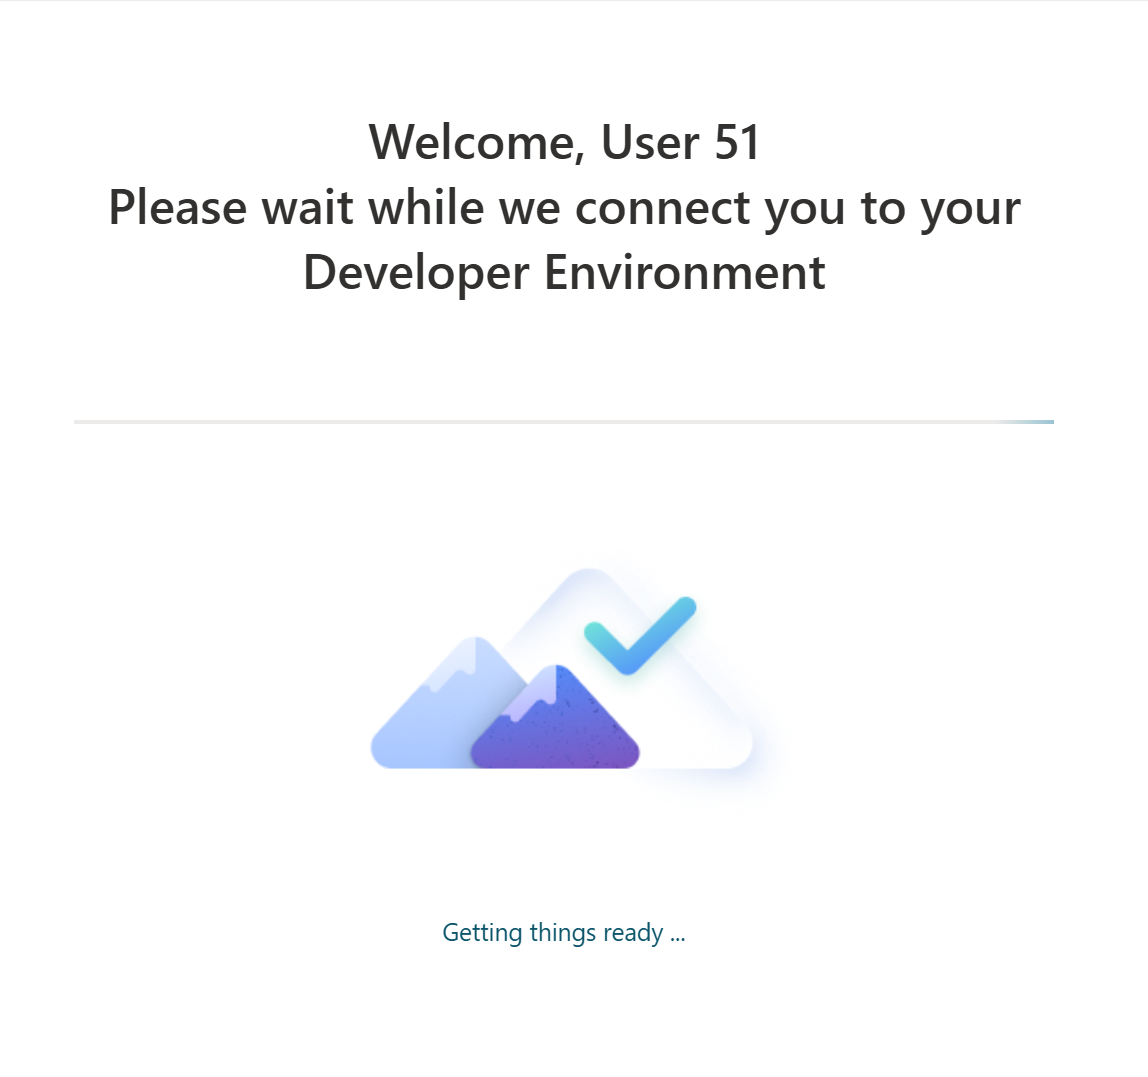 Welcome, User 51
Please wait while we connect you to your
Developer Environment
Getting things ready ...